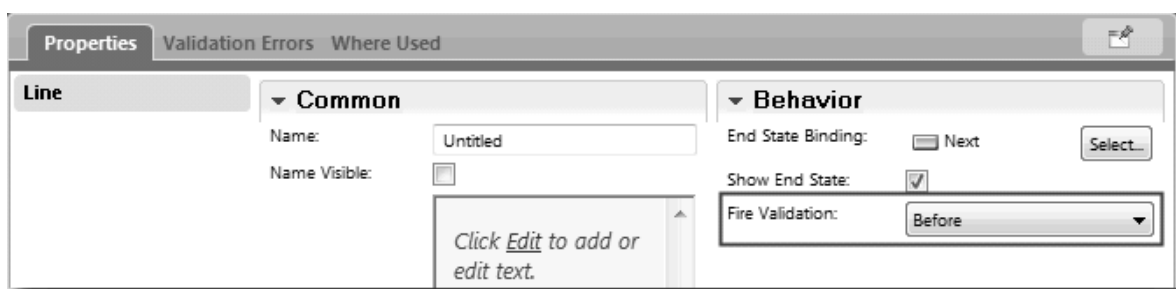 Properties Validation Errors Where Used
Line
Common
Name: Untitled
Name Visible:
Click Edit to add or
edit text.
Behavior
End State Binding: Next Select...
Show End State:
Fire Validation: Before